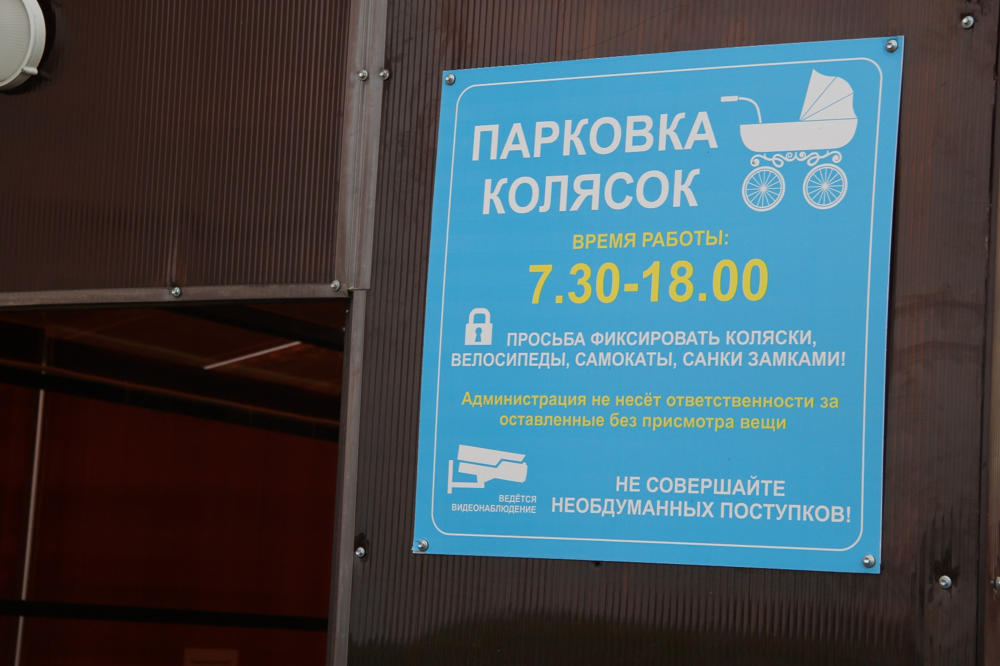 ПАРКОВКА
КОЛЯСОК
ВРЕМЯ РАБОТЫ:
7.30-18.00
ПРОСЬБА ФИКСИРОВАТЬ КОЛЯСКИ,
ВЕЛОСИПЕДЫ, САМОКАТЫ, САНКИ ЗАМКАМИ!
Администрация не несёт ответственности за
оставленные без присмотра вещи
ВЕДЁТСЯ
ВИДЕОНАБЛЮДЕНИЕ
НЕ СОВЕРШАЙТЕ
НЕОБДУМАННЫХ ПОСТУПКОВ!